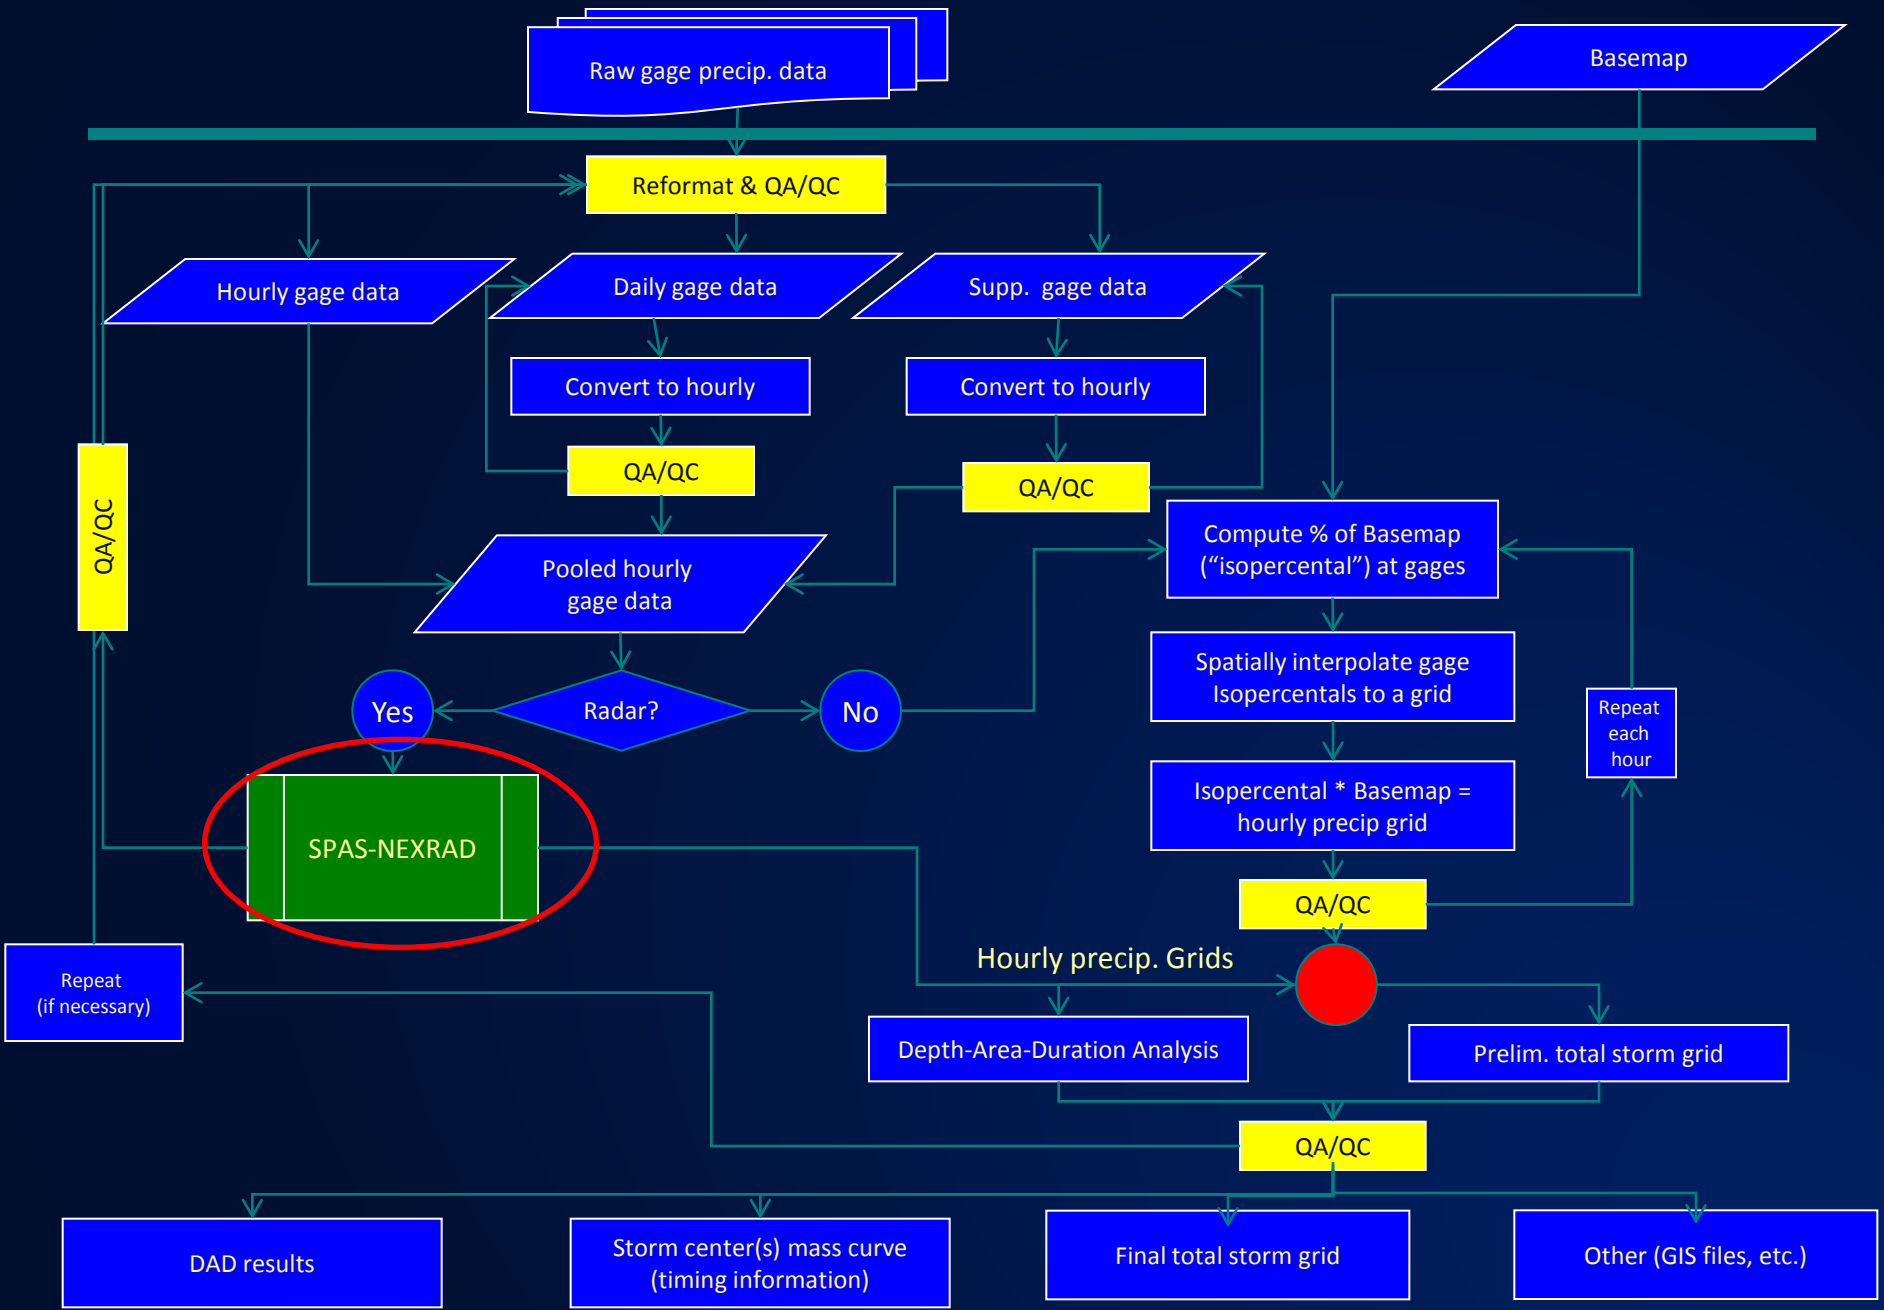 Raw gage precip. data
Basemap
Reformat & QA/QC
Hourly gage data
Daily gage data
Supp. gage data
Convert to hourly
Convert to hourly
QA/QC
QA/QC
QA/QC
Compute % of Basemap
(“isopercental”) at gages
Pooled hourly
gage data
Spatially interpolate gage
Isopercentals to a grid
Yes
Radar?
No
Repeat
each
hour
Isopercental * Basemap =
hourly precip grid
SPAS-NEXRAD
QA/QC
Hourly precip. Grids
Repeat
(if necessary)
Depth-Area-Duration Analysis
Prelim. total storm grid
QA/QC
DAD results
Storm center(s) mass curve
(timing information)
Final total storm grid
Other (GIS files, etc.)